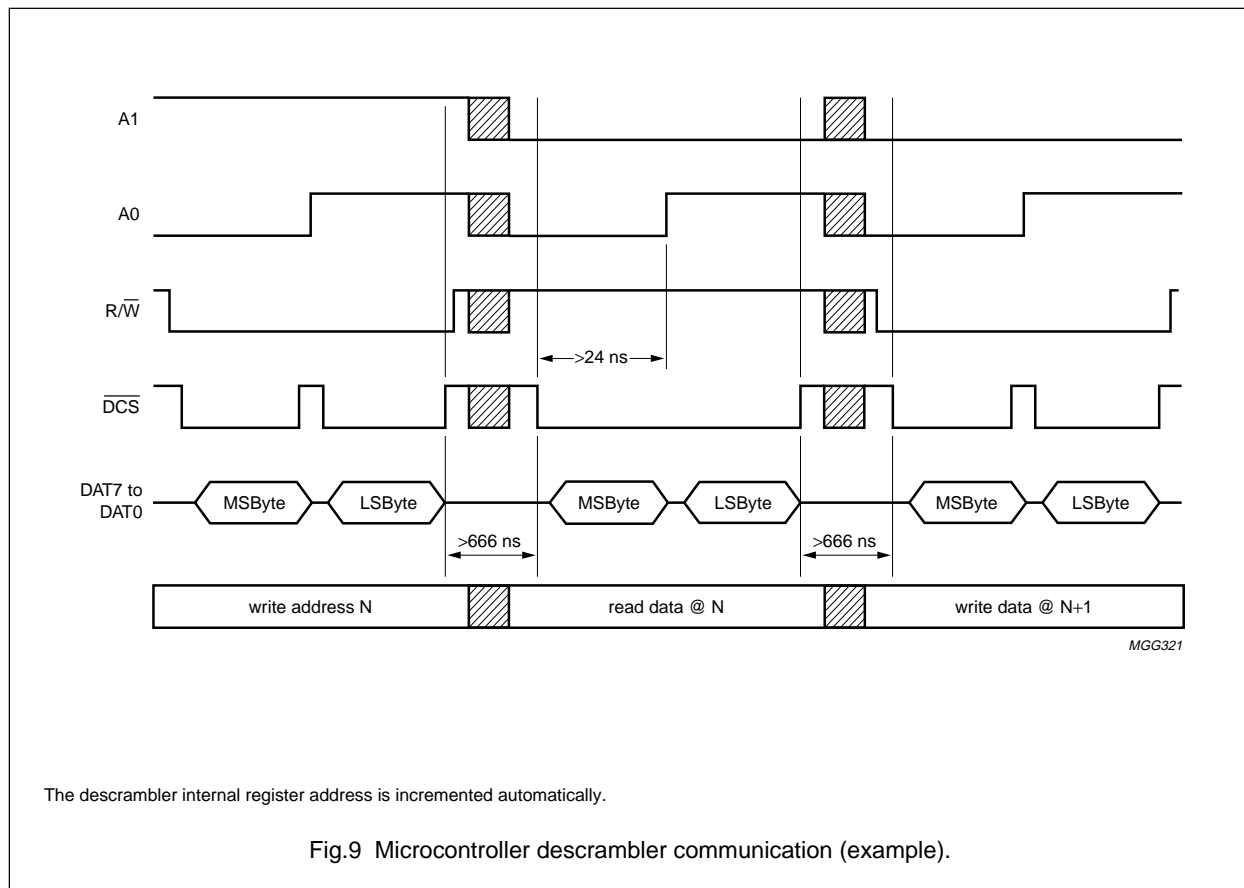 A1
A0
R/W
>24 ns
DCS
DAT7 to
DAT0
MSByte LSByte MSByte LSByte MSByte LSByte
>666 ns >666 ns
write address N read data @ N write data @ N+1
MGG321
The descrambler internal register address is incremented automatically.
Fig.9 Microcontroller descrambler communication (example).